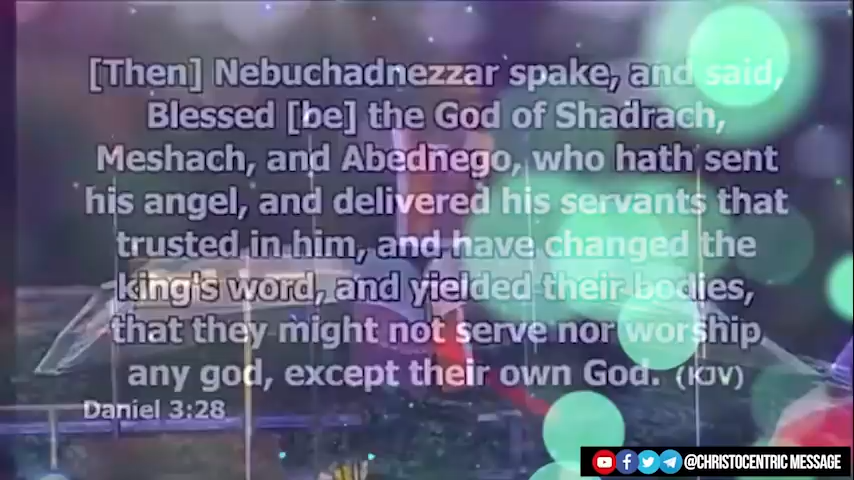 [Then] Nebuchadnezzar spake, and said,
Blessed [be] the God of Shadrach,
Meshach, and Abednego, who hath sent
his angel, and delivered his servants that
trusted in him, and have changed the
king's word, and yielded their bodies,
that they might not serve nor worship
any god, except their own God. (KJV)
Daniel 3:28
@CHRISTOCENTRIC MESSAGE